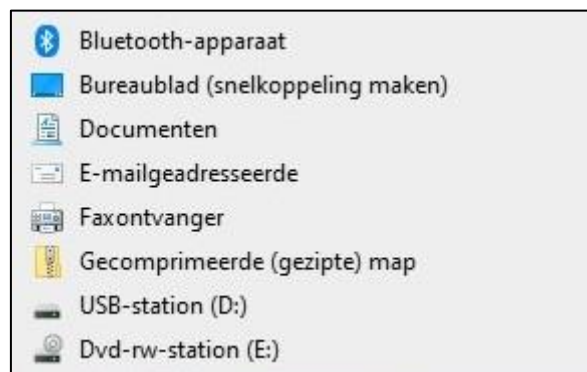 Bluetooth-apparaat
Bureaublad (snelkoppeling maken)
Documenten
E-mailgeadresseerde
Faxontvanger
Gecomprimeerde (gezipte) map
USB-station (D:)
Dvd-rw-station (E:)